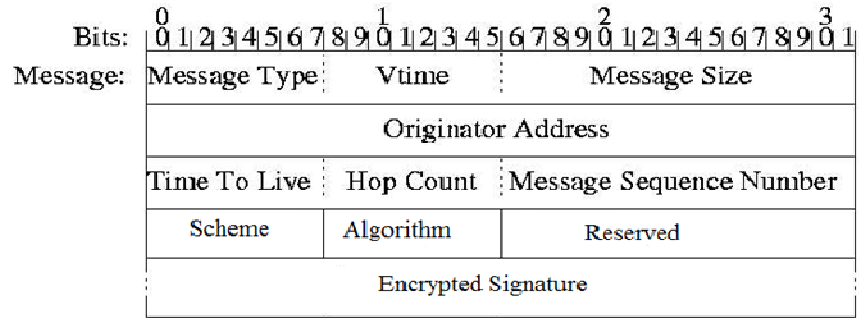 0 1 2 3
Bits: 0 1 2 3 4 5 6 7 8 9 0 1 2 3 4 5 6 7 8 9 0 1 2 3 4 5 6 7 8 9 0 1
Message: Message Type Vtime Message Size
Originator Address
Time To Live Hop Count Message Sequence Number
Scheme Algorithm Reserved
Encrypted Signature